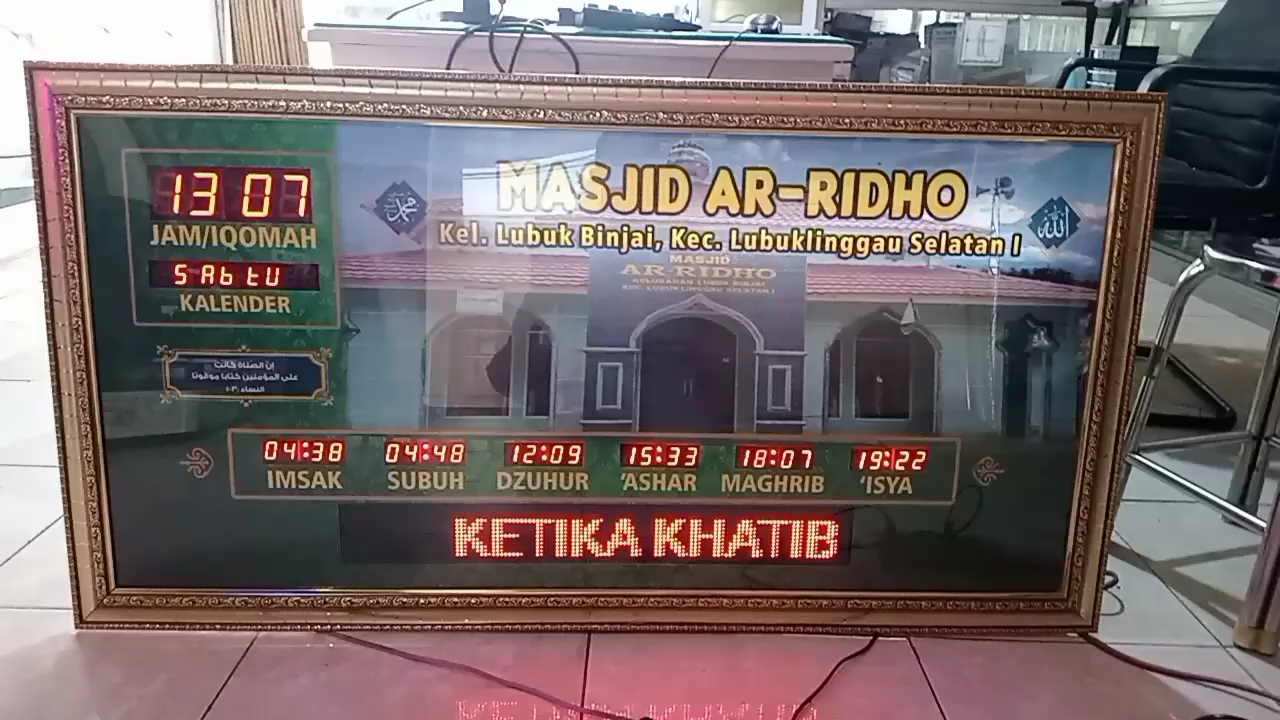 MASJID AR-RIDHO
Kel. Lubuk Binjai, Kec. Lubuklinggau Selatan I
محمد
الله
13 07
JAM/IQOMAH
SAbtU
KALENDER
إن الصلاة كانت
على المؤمنين كتابا موقوتا
النساء ١٠٣
MASJID
AR-RIDHO
KELURAHAN LUBUK BINJAI
KEC. LUBUK LINGGAU SELATAN I
04:38 04:48 12:09 15:33 18:07 19:22
IMSAK SUBUH DZUHUR 'ASHAR MAGHRIB 'ISYA
KETIKA KHATIB